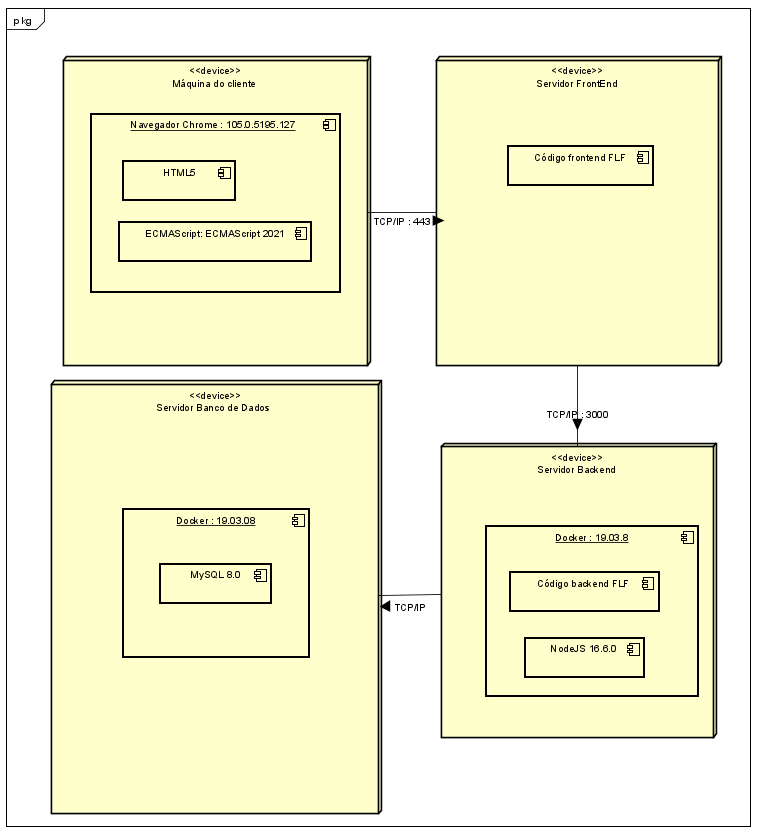 pkg
<<device>>
Máquina do cliente
Navegador Chrome : 105.0.5195.127
HTML5
ECMAScript: ECMAScript 2021
TCP/IP : 443
<<device>>
Servidor FrontEnd
Código frontend FLF
TCP/IP : 3000
<<device>>
Servidor Banco de Dados
Docker : 19.03.08
MySQL 8.0
TCP/IP
<<device>>
Servidor Backend
Docker : 19.03.8
Código backend FLF
NodeJS 16.6.0